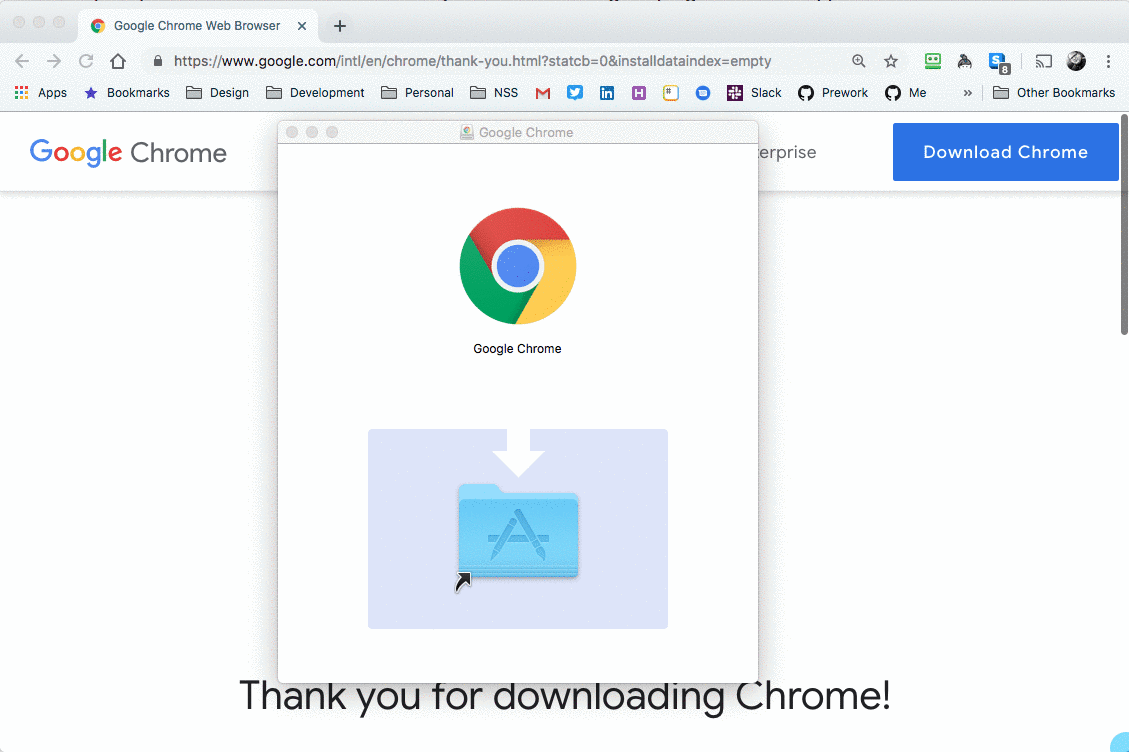 Google Chrome Web Browser
https://www.google.com/intl/en/chrome/thank-you.html?statcb=0&installdataindex=empty
8
Apps Bookmarks Design Development Personal NSS Slack Prework Me » Other Bookmarks
Google Chrome
Google Chrome
terprise
Download Chrome
Google Chrome
Thank you for downloading Chrome!